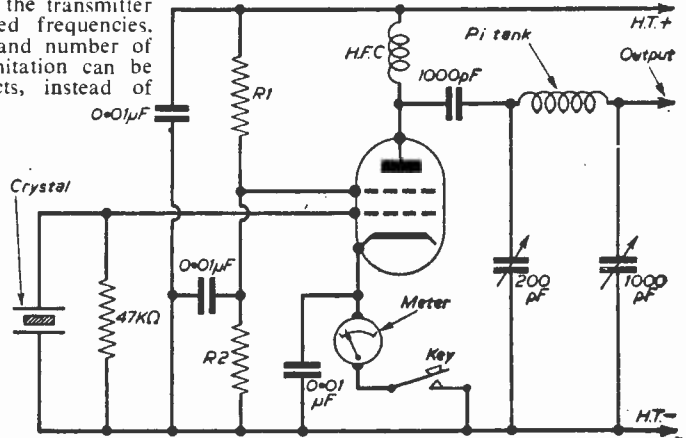 the transmitter
ed frequencies.
and number of
nitation can be
cts, instead of
H.T.+
H.F.C
Pi tank
Output
1000pF
R1
0·01μF
Crystal
0·01μF
47KΩ
R2
Meter
Key
0·01
μF
200
pF
1000
pF
H.T.-